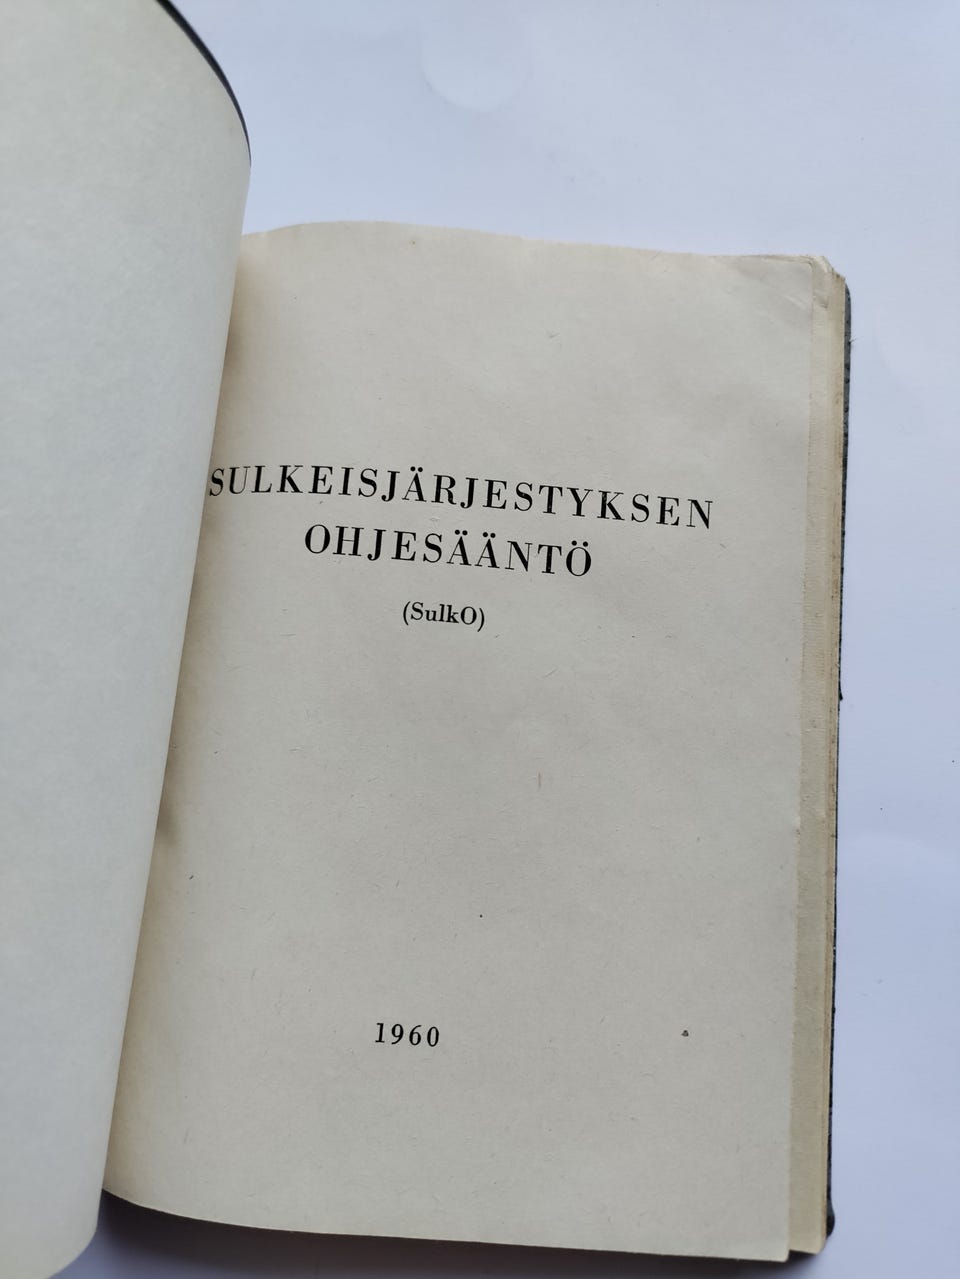 SULKEISJÄRJESTYKSEN
OHJESÄÄNTÖ
(SulkO)
1960